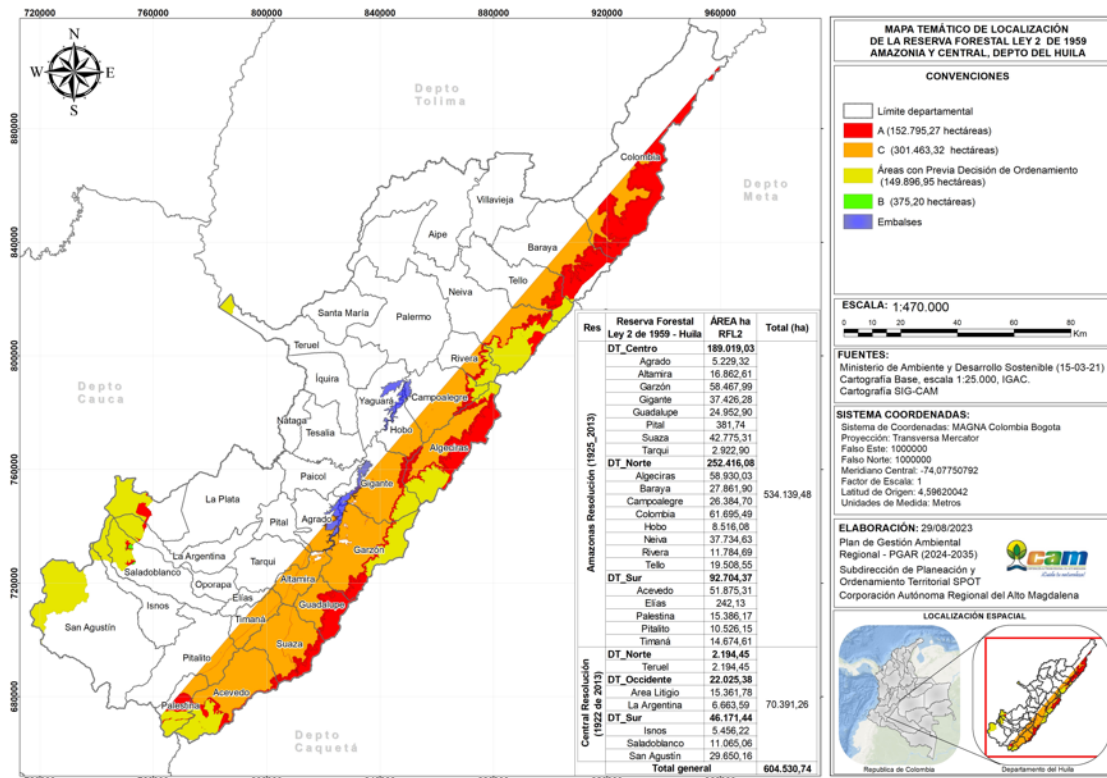 720000 760000 800000 840000 880000 920000 960000
N
W E
S
880000
840000
800000
760000
720000
680000
Depto
Tolima
Depto
Meta
Depto
Cauca
Depto
Caquetá
Colombia
Villavieja
Aipe
Baraya
Tello
Neiva
Santa María
Palermo
Teruel
Rivera
Íquira
Yaguará
Campoalegre
Nátaga
Tesalia
Hobo
Algeciras
Paicol
Gigante
La Plata
Pital
Agrado
Garzón
La Argentina
Tarqui
Saladoblanco
Oporapa
Altamira
Elías
Guadalupe
Isnos
Timaná
San Agustín
Suaza
Pitalito
Acevedo
Palestina
Res Reserva Forestal Ley 2 de 1959 - Huila ÁREA ha RFL2 Total (ha)
Amazonas Resolución (1925_2013)
DT_Centro 189.019,03
Agrado 5.229,32
Altamira 16.862,61
Garzón 58.467,99
Gigante 37.426,28
Guadalupe 24.952,90
Pital 381,74
Suaza 42.775,31
Tarqui 2.922,90
DT_Norte 252.416,08
Algeciras 58.930,03
Baraya 27.861,90
Campoalegre 26.384,70
Colombia 61.695,49
Hobo 8.516,08
Neiva 37.734,63
Rivera 11.784,69
Tello 19.508,55
DT_Sur 92.704,37
Acevedo 51.875,31
Elías 242,13
Palestina 15.386,17
Pitalito 10.526,15
Timaná 14.674,61
534.139,48
Central Resolución
(1922 de 2013)
DT_Norte 2.194,45
Teruel 2.194,45
DT_Occidente 22.025,38
Area Litigio 15.361,78
La Argentina 6.663,59
DT_Sur 46.171,44
Isnos 5.456,22
Saladoblanco 11.065,06
San Agustín 29.650,16
70.391,26
Total general 604.530,74
MAPA TEMÁTICO DE LOCALIZACIÓN
DE LA RESERVA FORESTAL LEY 2 DE 1959
AMAZONIA Y CENTRAL, DEPTO DEL HUILA
CONVENCIONES
Límite departamental
A (152.795,27 hectáreas)
C (301.463,32 hectáreas)
Áreas con Previa Decisión de Ordenamiento
(149.896,95 hectáreas)
B (375,20 hectáreas)
Embalses
ESCALA: 1:470.000
0 5 10 20 40 60 80
Km
FUENTES:
Ministerio de Ambiente y Desarrollo Sostenible (15-03-21)
Cartografía Base, escala 1:25.000, IGAC.
Cartografía SIG-CAM
SISTEMA COORDENADAS:
Sistema de Coordenadas: MAGNA Colombia Bogota
Proyección: Transversa Mercator
Falso Este: 1000000
Falso Norte: 1000000
Meridiano Central: -74,07750792
Factor de Escala: 1
Latitud de Origen: 4,59620042
Unidades de Medida: Metros
ELABORACIÓN: 29/08/2023
Plan de Gestión Ambiental
Regional - PGAR (2024-2035)
Subdirección de Planeación y
Ordenamiento Territorial SPOT
Corporación Autónoma Regional del Alto Magdalena
cam
LOCALIZACIÓN ESPACIAL
Republica de Colombia
Departamento del Huila